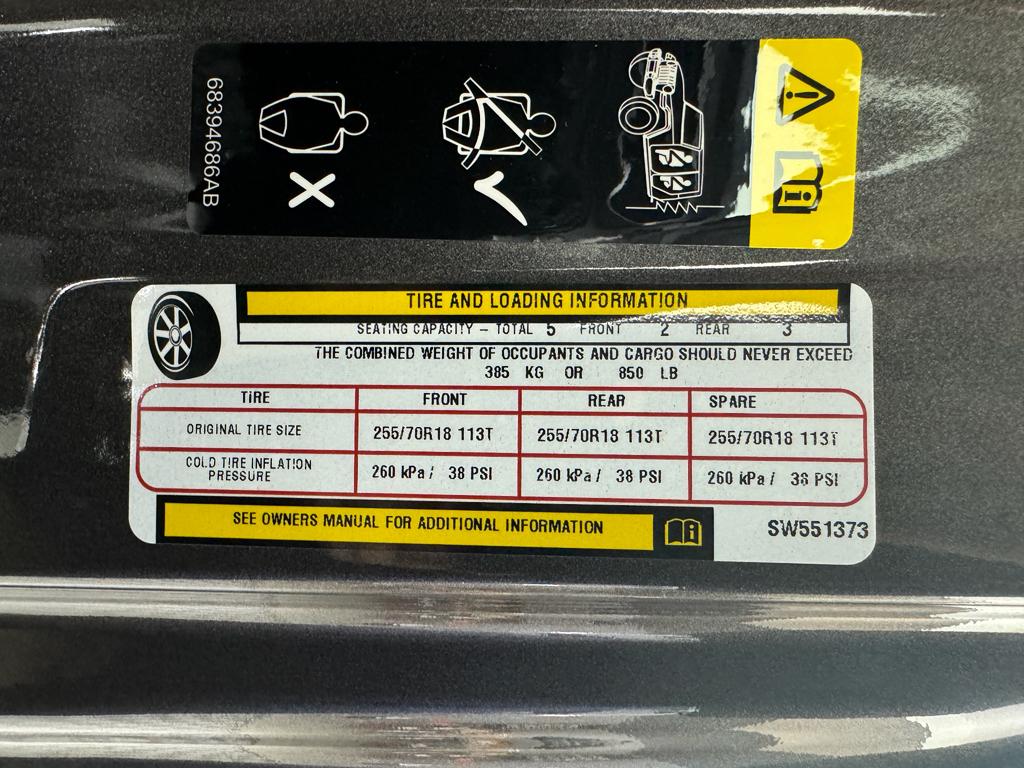 68394686AB
TIRE AND LOADING INFORMATION
SEATING CAPACITY – TOTAL 5 FRONT 2 REAR 3
THE COMBINED WEIGHT OF OCCUPANTS AND CARGO SHOULD NEVER EXCEED
385 KG OR 850 LB
TIRE FRONT REAR SPARE
ORIGINAL TIRE SIZE 255/70R18 113T 255/70R18 113T 255/70R18 113T
COLD TIRE INFLATION
PRESSURE 260 kPa / 38 PSI 260 kPa / 38 PSI 260 kPa / 38 PSI
SEE OWNERS MANUAL FOR ADDITIONAL INFORMATION
SW551373